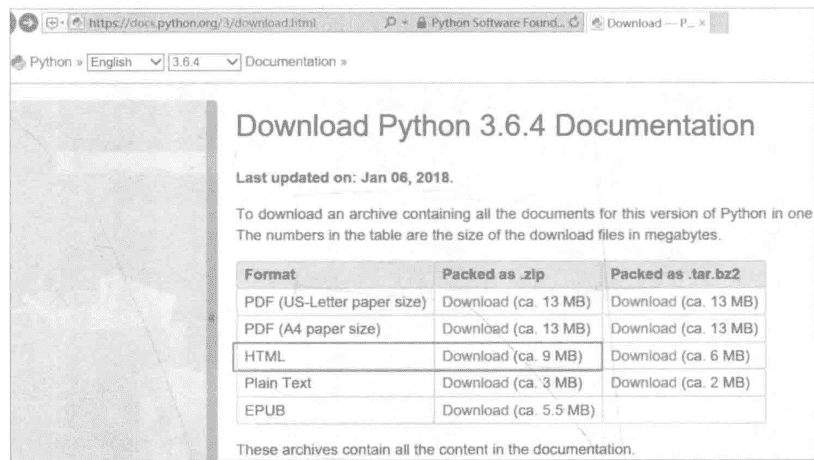 https://docs.python.org/3/download.html Python Software Found... Download — P...
Python » English 3.6.4 Documentation »
Download Python 3.6.4 Documentation
Last updated on: Jan 06, 2018.
To download an archive containing all the documents for this version of Python in one
The numbers in the table are the size of the download files in megabytes.
Format Packed as .zip Packed as .tar.bz2
PDF (US-Letter paper size) Download (ca. 13 MB) Download (ca. 13 MB)
PDF (A4 paper size) Download (ca. 13 MB) Download (ca. 13 MB)
HTML Download (ca. 9 MB) Download (ca. 6 MB)
Plain Text Download (ca. 3 MB) Download (ca. 2 MB)
EPUB Download (ca. 5.5 MB)
These archives contain all the content in the documentation.